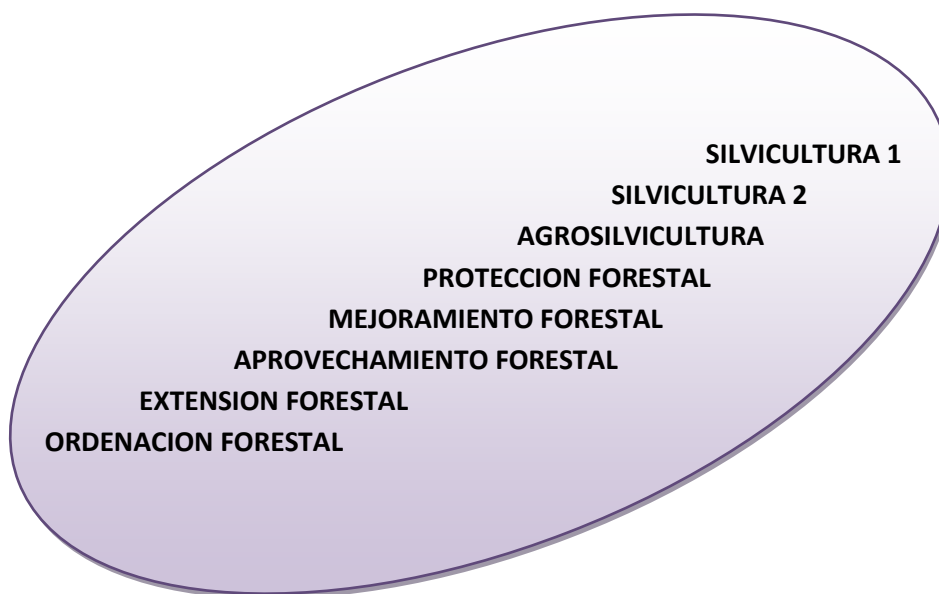 SILVICULTURA 1
SILVICULTURA 2
AGROSILVICULTURA
PROTECCION FORESTAL
MEJORAMIENTO FORESTAL
APROVECHAMIENTO FORESTAL
EXTENSION FORESTAL
ORDENACION FORESTAL